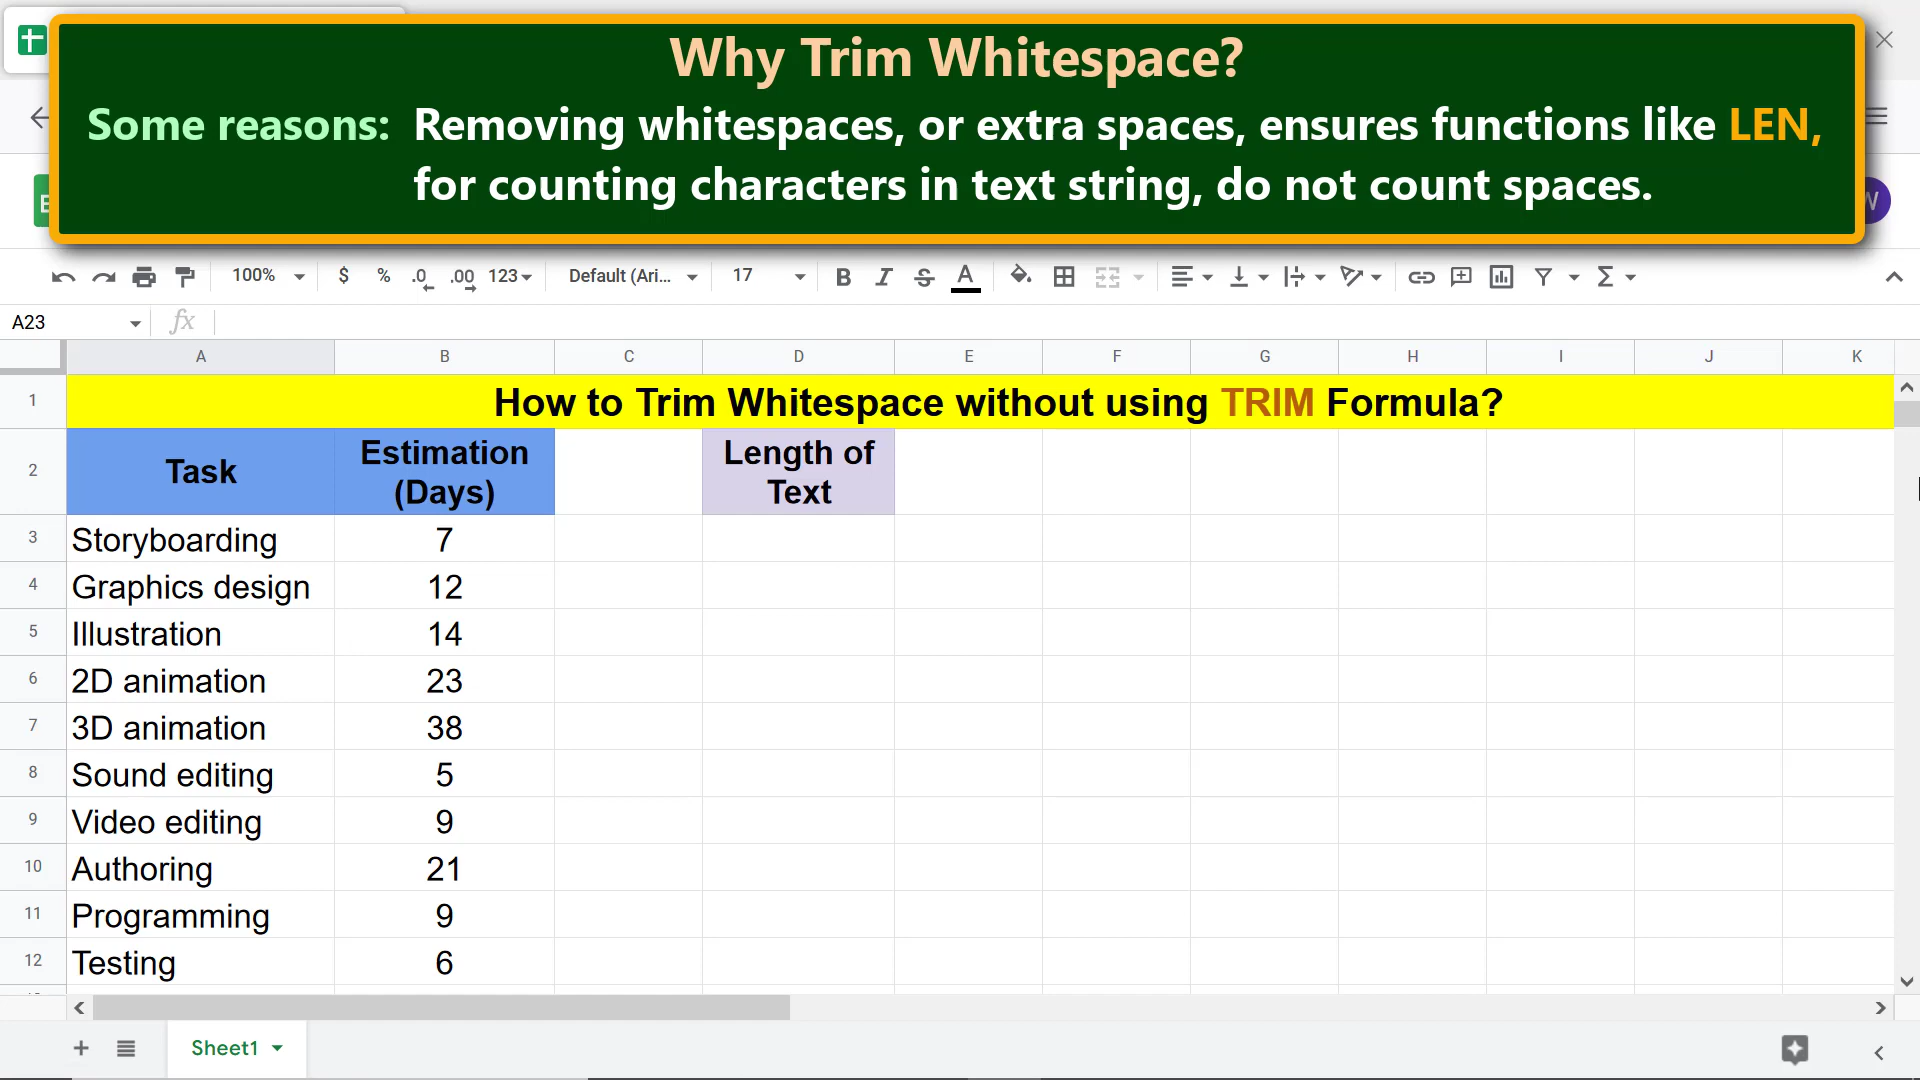 Why Trim Whitespace?
Some reasons: Removing whitespaces, or extra spaces, ensures functions like LEN,
for counting characters in text string, do not count spaces.
100% $ % .0 .00 123 Default (Ari... 17 B I S A
A23 fx
A B C D E F G H I J K
1 How to Trim Whitespace without using TRIM Formula?
2 Task Estimation (Days) Length of Text
3 Storyboarding 7
4 Graphics design 12
5 Illustration 14
6 2D animation 23
7 3D animation 38
8 Sound editing 5
9 Video editing 9
10 Authoring 21
11 Programming 9
12 Testing 6
Sheet1